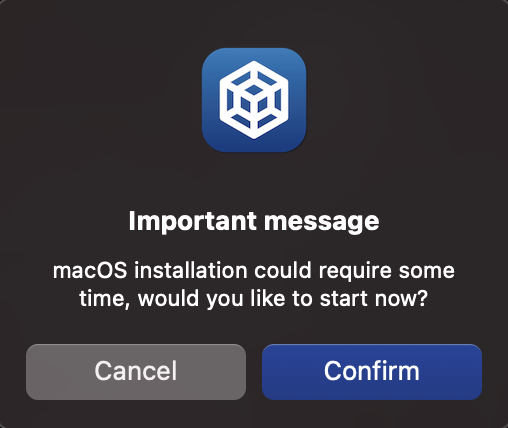 Important message
macOS installation could require some
time, would you like to start now?
Cancel
Confirm